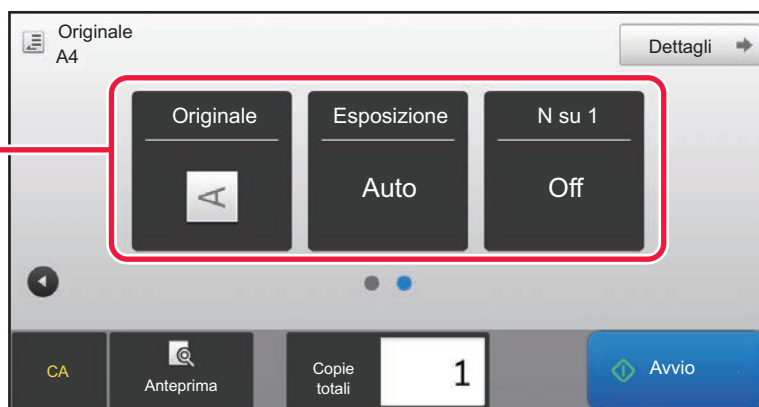 Originale
A4
Dettagli
Originale
Esposizione
N su 1
A
Auto
Off
CA
Anteprima
Copie
totali
1
Avvio